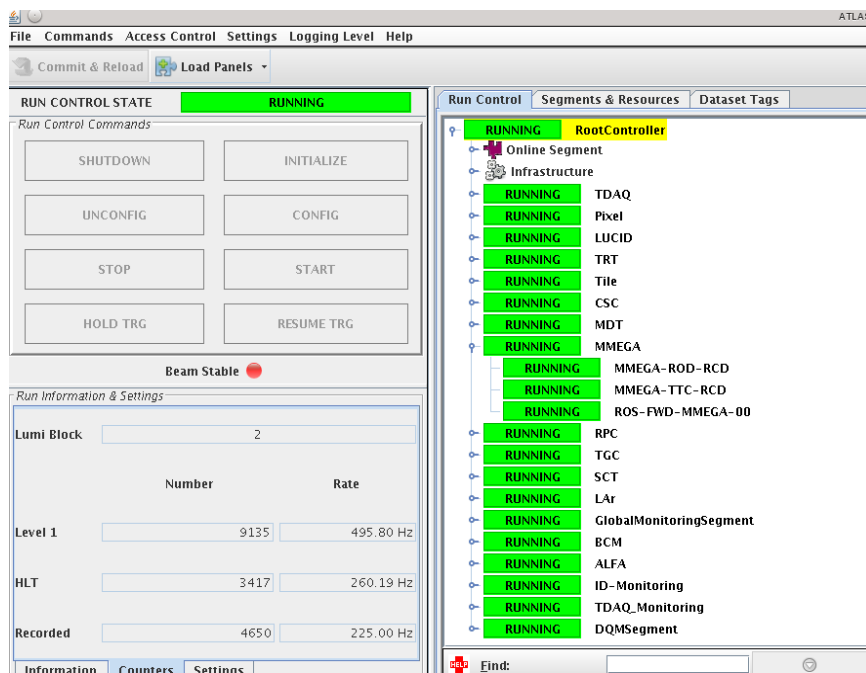 ATLAS
File Commands Access Control Settings Logging Level Help
Commit & Reload Load Panels
RUN CONTROL STATE RUNNING
Run Control Commands
SHUTDOWN INITIALIZE
UNCONFIG CONFIG
STOP START
HOLD TRG RESUME TRG
Beam Stable
Run Information & Settings
Lumi Block 2
Number Rate
Level 1 9135 495.80 Hz
HLT 3417 260.19 Hz
Recorded 4650 225.00 Hz
Information Counters Settings
Run Control Segments & Resources Dataset Tags
RUNNING RootController
Online Segment
Infrastructure
RUNNING TDAQ
RUNNING Pixel
RUNNING LUCID
RUNNING TRT
RUNNING Tile
RUNNING CSC
RUNNING MDT
RUNNING MMEGA
RUNNING MMEGA-ROD-RCD
RUNNING MMEGA-TTC-RCD
RUNNING ROS-FWD-MMEGA-00
RUNNING RPC
RUNNING TGC
RUNNING SCT
RUNNING LAr
RUNNING GlobalMonitoringSegment
RUNNING BCM
RUNNING ALFA
RUNNING ID-Monitoring
RUNNING TDAQ_Monitoring
RUNNING DQMSegment
HELP Find: